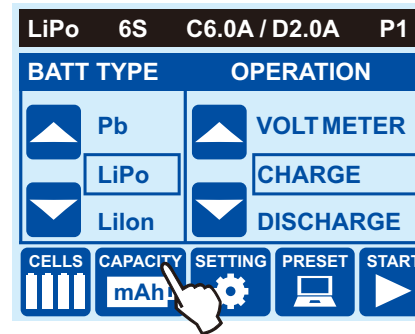 LiPo 6S C6.0A / D2.0A P1
BATT TYPE OPERATION
Pb VOLT METER
LiPo CHARGE
LiIon DISCHARGE
CELLS CAPACITY SETTING PRESET START
mAh